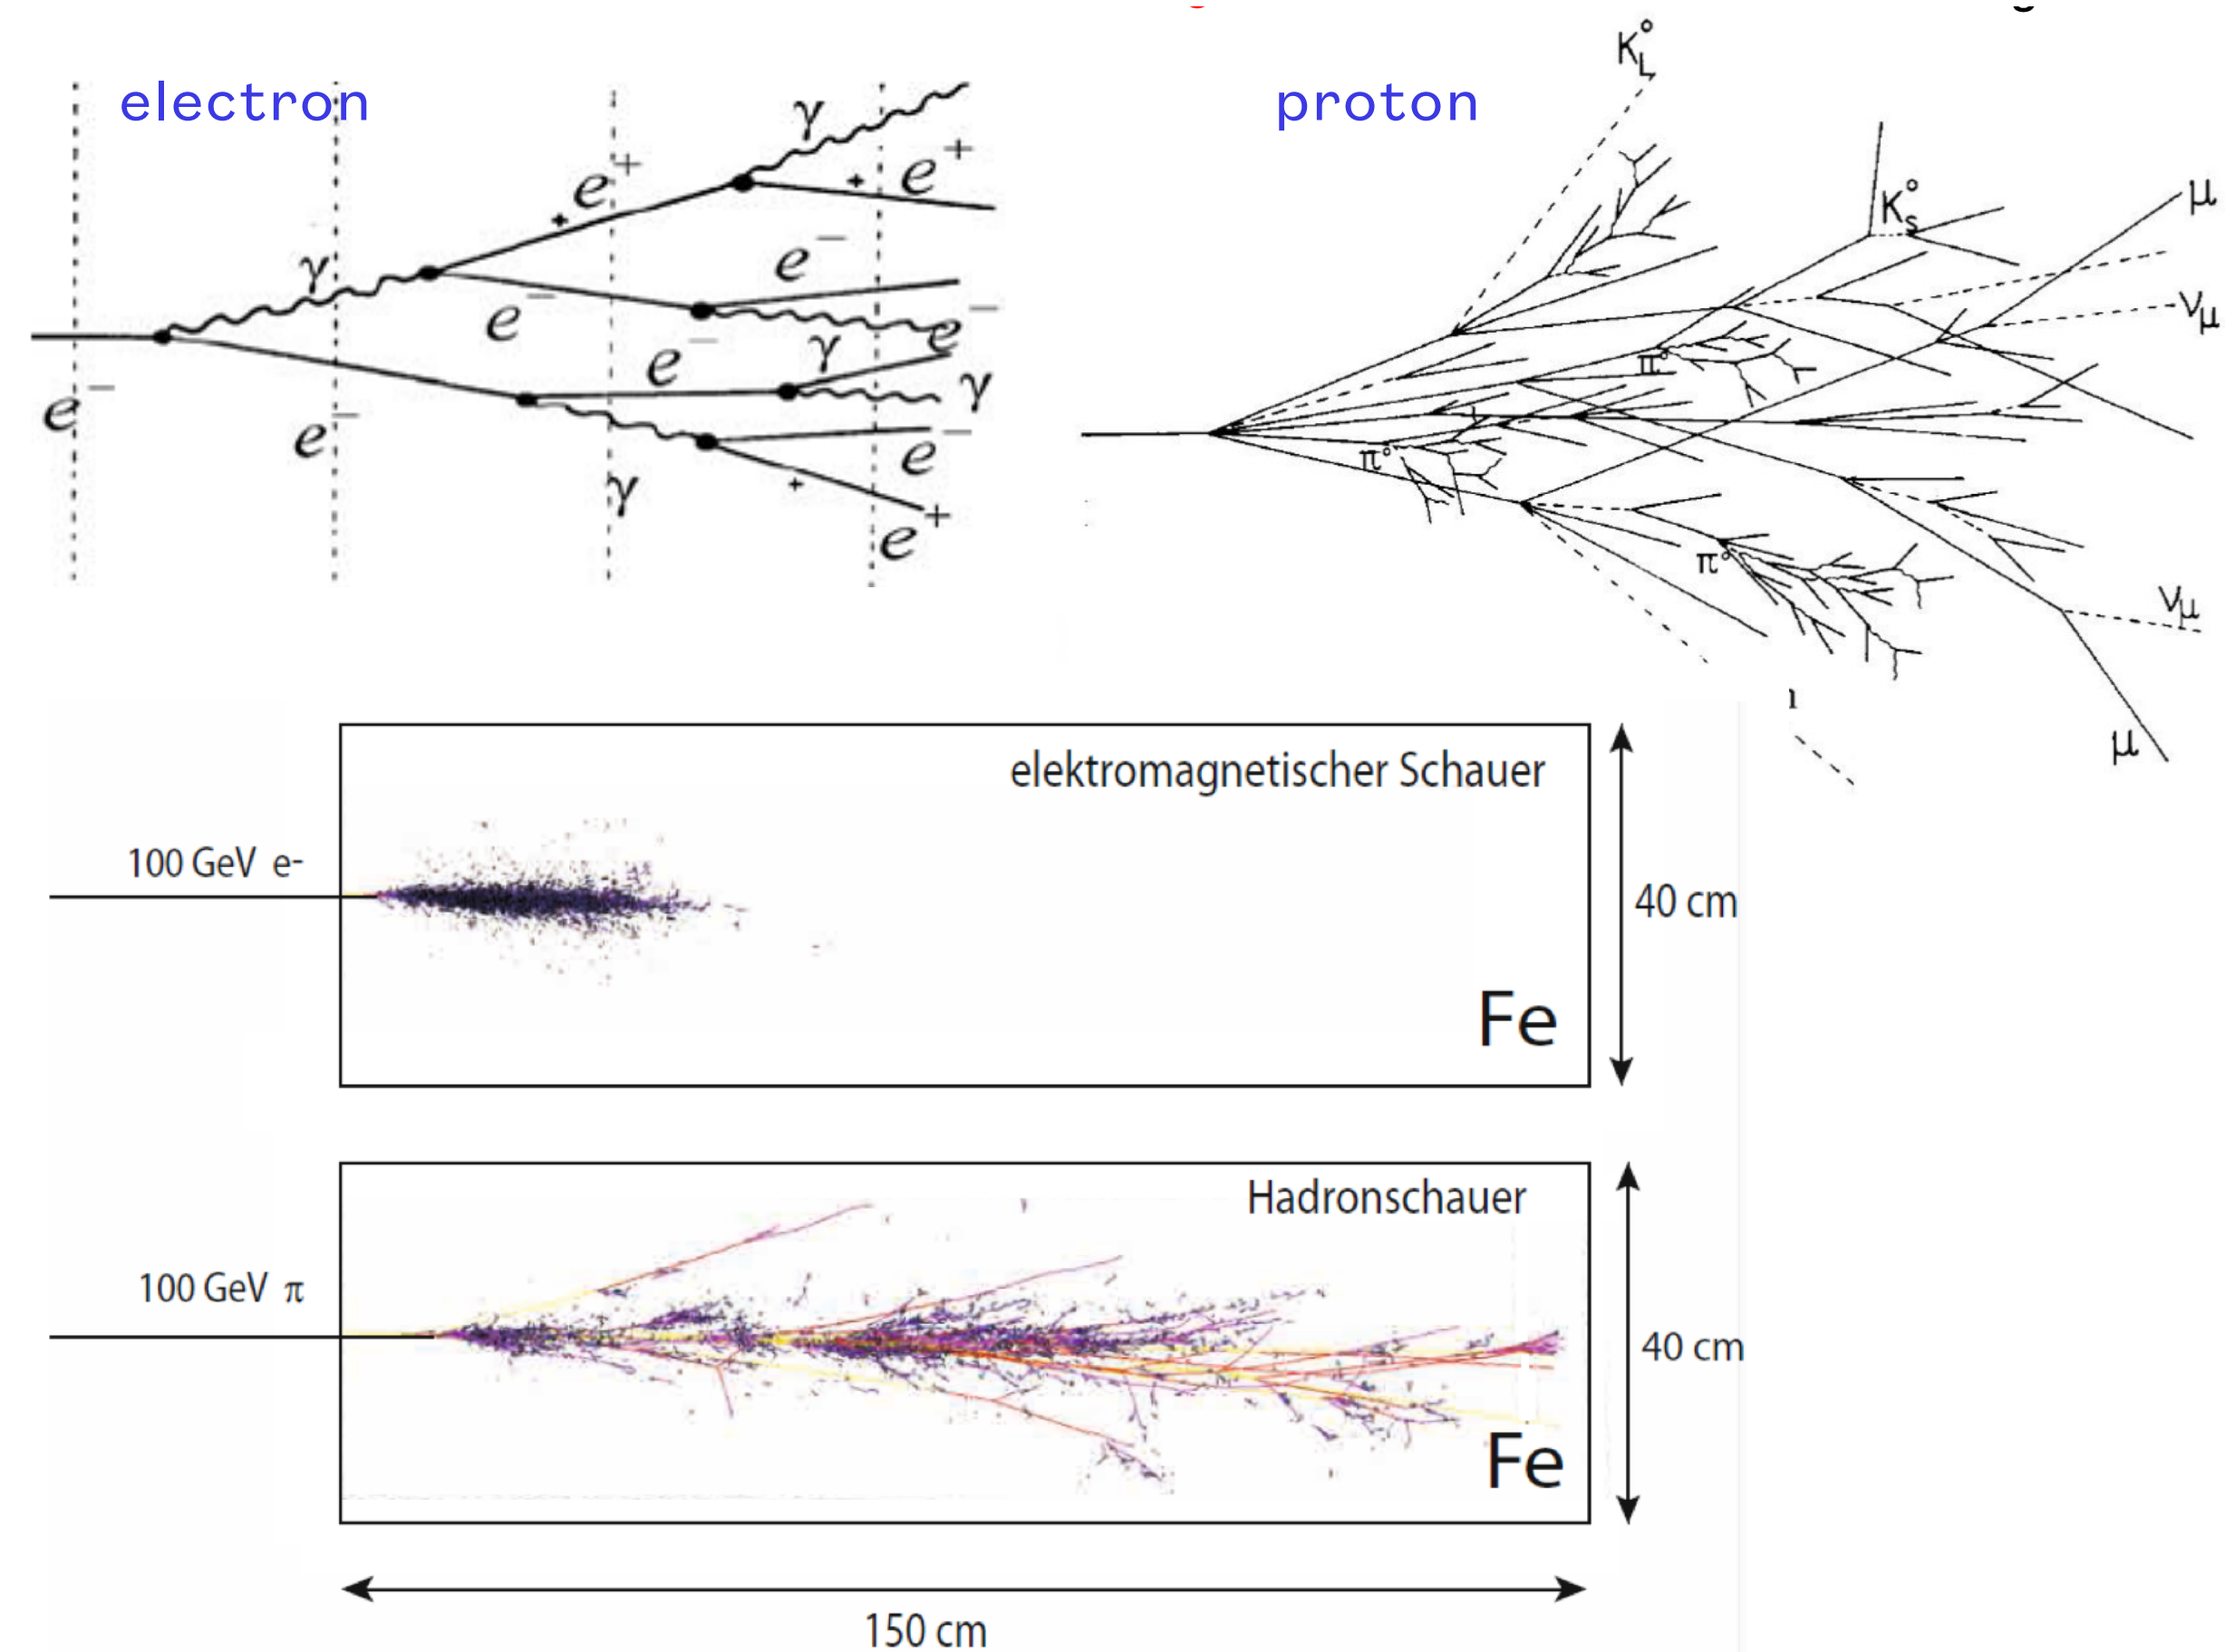 electron
γ
e⁺
e⁺
γ
e⁻
e⁻
e⁻
γ
e⁻
γ
e⁻
e⁻
e⁻
γ
e⁺
proton
K°L
K°S
μ
νμ
π°
π°
π°
νμ
μ
elektromagnetischer Schauer
100 GeV e-
40 cm
Fe
Hadronschauer
100 GeV π
40 cm
Fe
150 cm